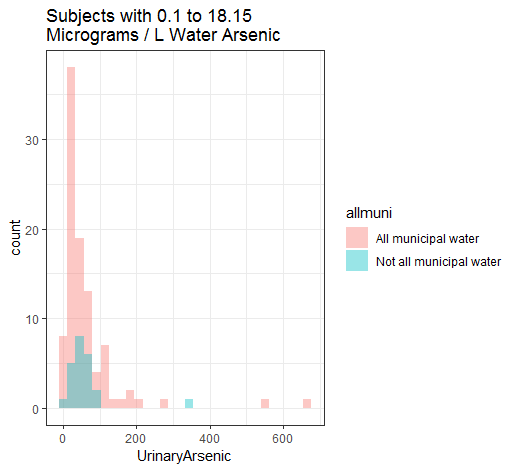 Subjects with 0.1 to 18.15
Micrograms / L Water Arsenic
count
30
20
10
0
0
200
400
600
UrinaryArsenic
allmuni
All municipal water
Not all municipal water